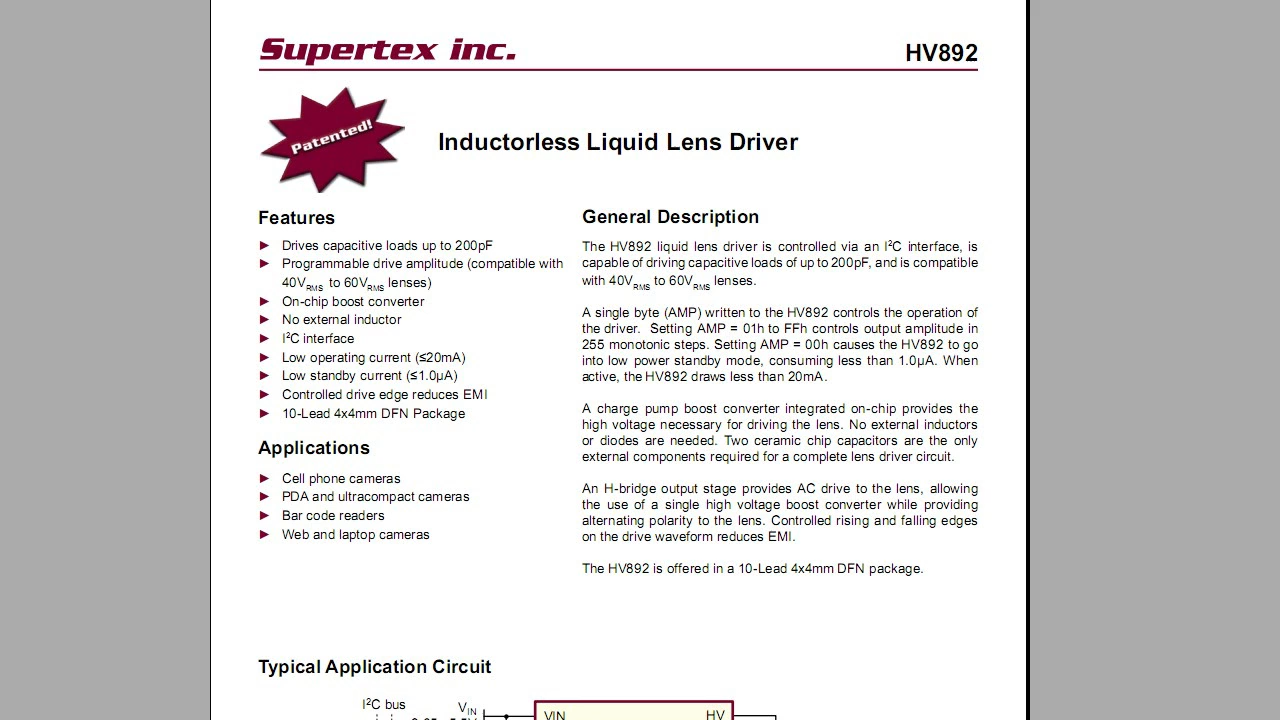 Supertex inc.
HV892
Patented!
Inductorless Liquid Lens Driver
Features
► Drives capacitive loads up to 200pF
► Programmable drive amplitude (compatible with
40VRMS to 60VRMS lenses)
► On-chip boost converter
► No external inductor
► I²C interface
► Low operating current (≤20mA)
► Low standby current (≤1.0µA)
► Controlled drive edge reduces EMI
► 10-Lead 4x4mm DFN Package
Applications
► Cell phone cameras
► PDA and ultracompact cameras
► Bar code readers
► Web and laptop cameras
General Description
The HV892 liquid lens driver is controlled via an I²C interface, is
capable of driving capacitive loads of up to 200pF, and is compatible
with 40VRMS to 60VRMS lenses.
A single byte (AMP) written to the HV892 controls the operation of
the driver. Setting AMP = 01h to FFh controls output amplitude in
255 monotonic steps. Setting AMP = 00h causes the HV892 to go
into low power standby mode, consuming less than 1.0µA. When
active, the HV892 draws less than 20mA.
A charge pump boost converter integrated on-chip provides the
high voltage necessary for driving the lens. No external inductors
or diodes are needed. Two ceramic chip capacitors are the only
external components required for a complete lens driver circuit.
An H-bridge output stage provides AC drive to the lens, allowing
the use of a single high voltage boost converter while providing
alternating polarity to the lens. Controlled rising and falling edges
on the drive waveform reduces EMI.
The HV892 is offered in a 10-Lead 4x4mm DFN package.
Typical Application Circuit
I²C bus
VIN
VIN
HV